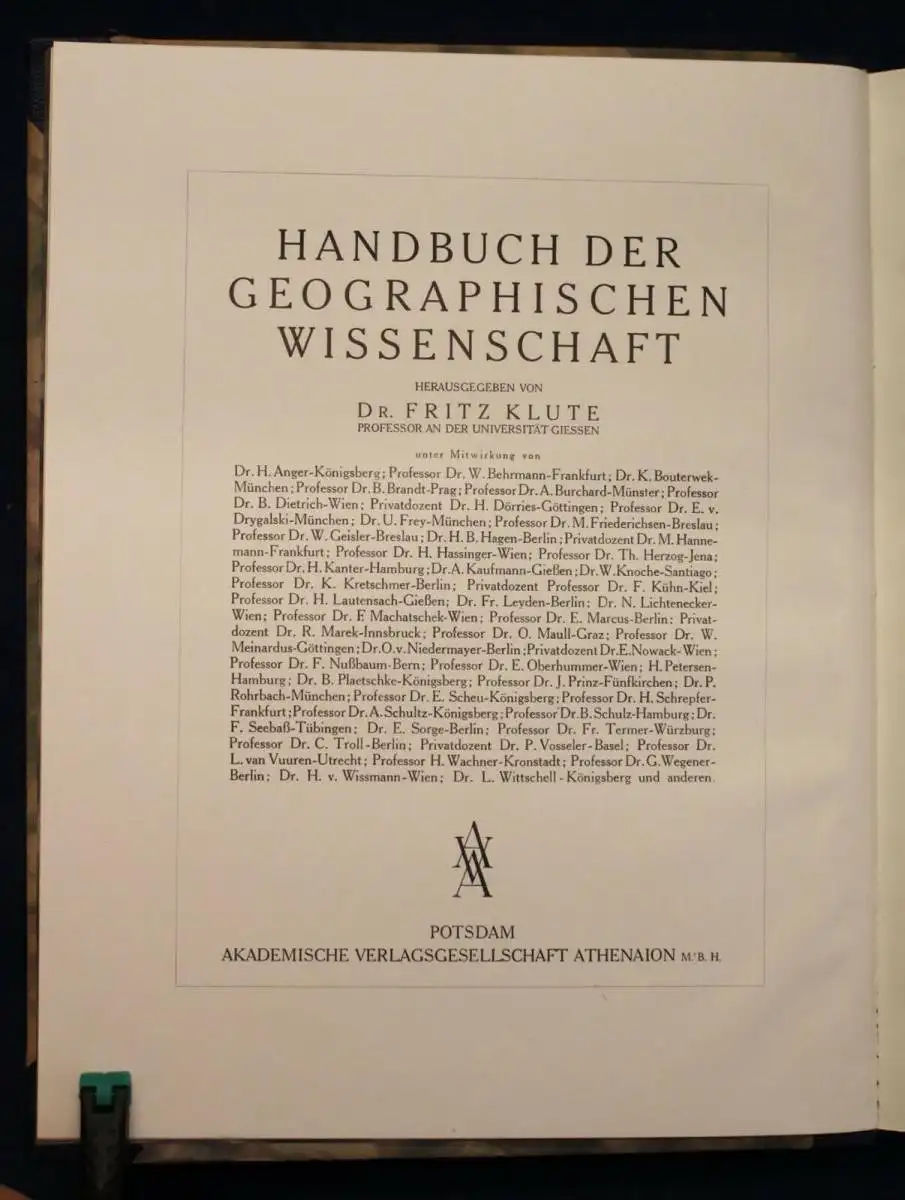 HANDBUCH DER
GEOGRAPHISCHEN
WISSENSCHAFT
HERAUSGEGEBEN VON
DR. FRITZ KLUTE
PROFESSOR AN DER UNIVERSITÄT GIESSEN
unter Mitwirkung von
Dr. H. Anger-Königsberg; Professor Dr. W. Behrmann-Frankfurt; Dr. K. Bouterwek-
München; Professor Dr. B. Brandt-Prag; Professor Dr. A. Burchard-Münster; Professor
Dr. B. Dietrich-Wien; Privatdozent Dr. H. Dörries-Göttingen; Professor Dr. E. v.
Drygalski-München; Dr. U. Frey-München; Professor Dr. M. Friederichsen-Breslau;
Professor Dr. W. Geisler-Breslau; Dr. H. B. Hagen-Berlin; Privatdozent Dr. M. Hanne-
mann-Frankfurt; Professor Dr. H. Hassinger-Wien; Professor Dr. Th. Herzog-Jena;
Professor Dr. H. Kanter-Hamburg; Dr. A. Kaufmann-Gießen; Dr. W. Knoche-Santiago;
Professor Dr. K. Kretschmer-Berlin; Privatdozent Professor Dr. F. Kühn-Kiel;
Professor Dr. H. Lautensach-Gießen; Dr. Fr. Leyden-Berlin; Dr. N. Lichtenecker-
Wien; Professor Dr. F. Machatschek-Wien; Professor Dr. E. Marcus-Berlin; Privat-
dozent Dr. R. Marek-Innsbruck; Professor Dr. O. Maull-Graz; Professor Dr. W.
Meinardus-Göttingen; Dr. O. v. Niedermayer-Berlin; Privatdozent Dr. E. Nowack-Wien;
Professor Dr. F. Nußbaum-Bern; Professor Dr. E. Oberhummer-Wien; H. Petersen-
Hamburg; Dr. B. Plaetschke-Königsberg; Professor Dr. J. Prinz-Fünfkirchen; Dr. P.
Rohrbach-München; Professor Dr. E. Scheu-Königsberg; Professor Dr. H. Schrepfer-
Frankfurt; Professor Dr. A. Schultz-Königsberg; Professor Dr. B. Schulz-Hamburg; Dr.
F. Seebaß-Tübingen; Dr. E. Sorge-Berlin; Professor Dr. Fr. Termer-Würzburg;
Professor Dr. C. Troll-Berlin; Privatdozent Dr. P. Vosseler-Basel; Professor Dr.
L. van Vuuren-Utrecht; Professor H. Wachner-Kronstadt; Professor Dr. G. Wegener-
Berlin; Dr. H. v. Wissmann-Wien; Dr. L. Wittschell-Königsberg und anderen.
POTSDAM
AKADEMISCHE VERLAGSGESELLSCHAFT ATHENAION M. B. H.